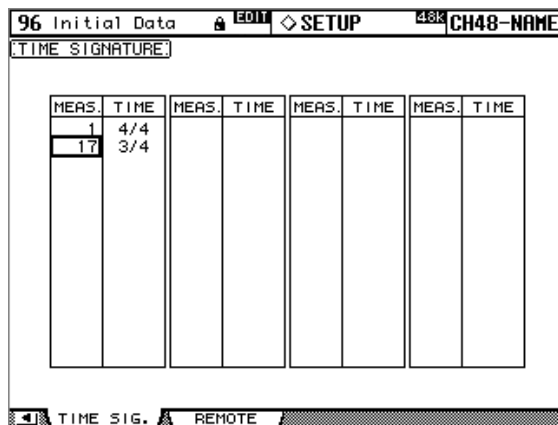 96 Initial Data EDIT ◇SETUP 48k CH48-NAME
TIME SIGNATURE
MEAS. TIME MEAS. TIME MEAS. TIME MEAS. TIME
1 4/4
17 3/4
TIME SIG. REMOTE